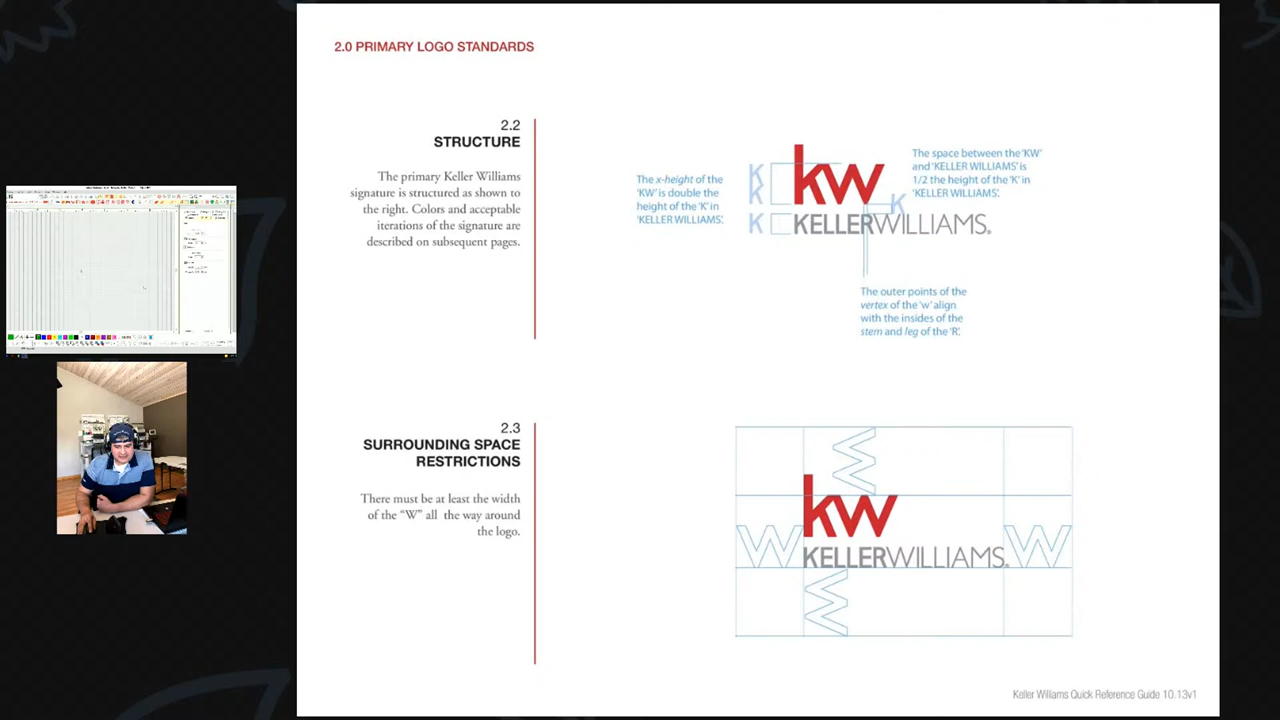 2.0 PRIMARY LOGO STANDARDS
2.2
STRUCTURE
The primary Keller Williams
signature is structured as shown to
the right. Colors and acceptable
iterations of the signature are
described on subsequent pages.
The x-height of the
'KW' is double the
height of the 'K' in
'KELLER WILLIAMS'.
K
K
K
kw
KELLERWILLIAMS®
K
The space between the 'KW'
and 'KELLER WILLIAMS' is
1/2 the height of the 'K' in
'KELLER WILLIAMS'.
The outer points of the
vertex of the 'w' align
with the insides of the
stem and leg of the 'R'.
2.3
SURROUNDING SPACE
RESTRICTIONS
There must be at least the width
of the “W” all the way around
the logo.
W
kw
W
KELLERWILLIAMS®
W
W
Keller Williams Quick Reference Guide 10.13v1